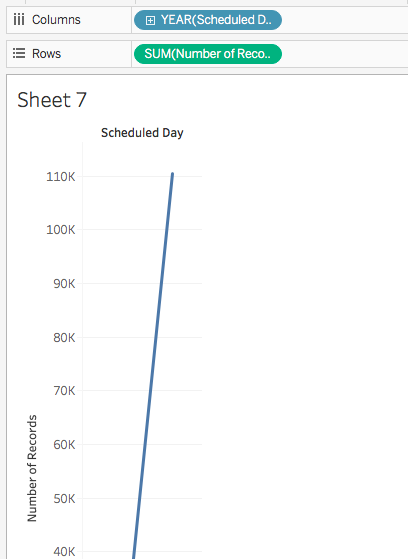 Columns YEAR(Scheduled D..
Rows SUM(Number of Reco..
Sheet 7
Scheduled Day
110K
100K
90K
80K
70K
60K
50K
40K
Number of Records